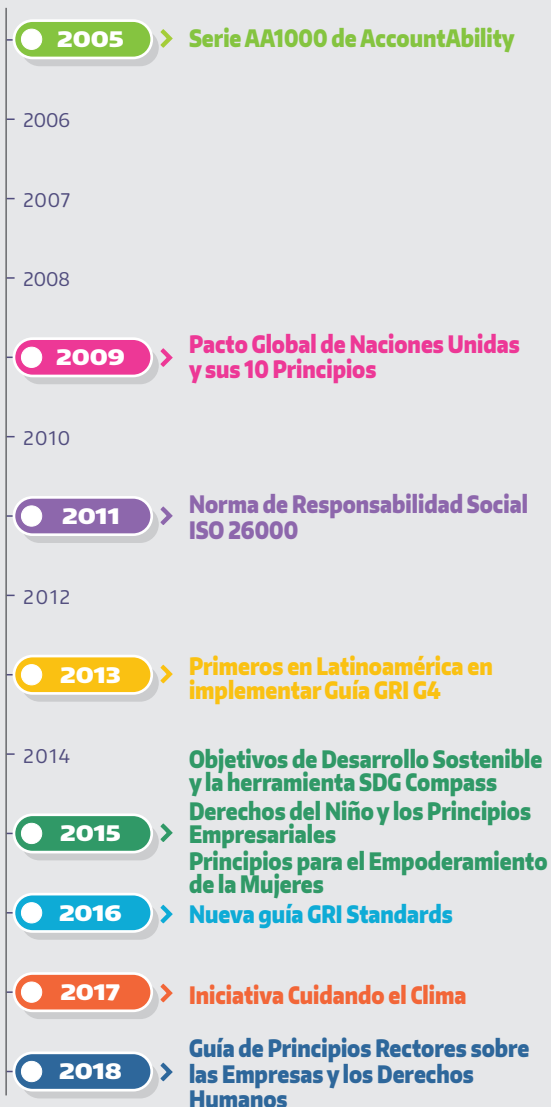 2005
Serie AA1000 de AccountAbility
2006
2007
2008
2009
Pacto Global de Naciones Unidas
y sus 10 Principios
2010
2011
Norma de Responsabilidad Social
ISO 26000
2012
2013
Primeros en Latinoamérica en
implementar Guía GRI G4
2014
2015
Objetivos de Desarrollo Sostenible
y la herramienta SDG Compass
Derechos del Niño y los Principios
Empresariales
Principios para el Empoderamiento
de la Mujeres
2016
Nueva guía GRI Standards
2017
Iniciativa Cuidando el Clima
2018
Guía de Principios Rectores sobre
las Empresas y los Derechos
Humanos